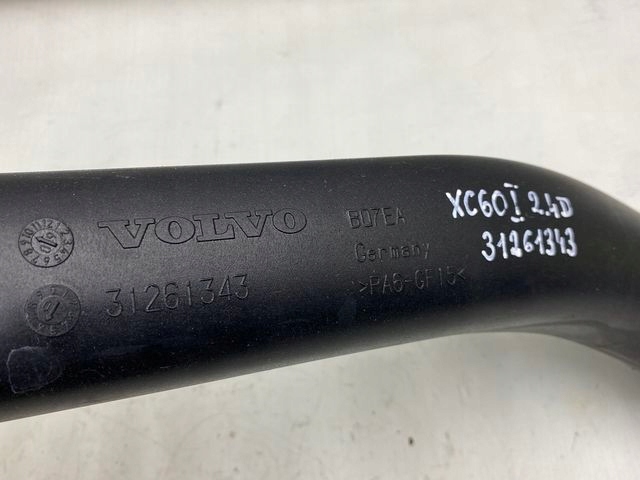 VOLVO
31261343
BD7EA
Germany
>PA6-GF15<
XC60 I 2.4D
31261343